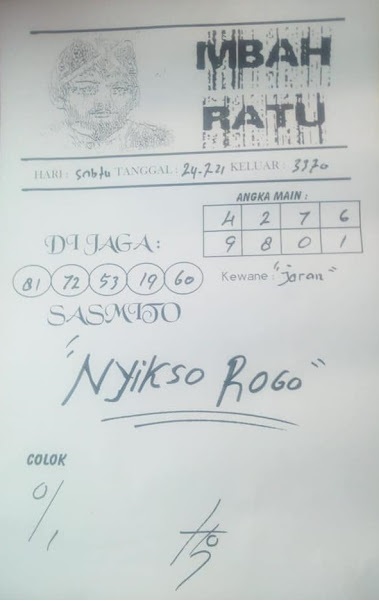 MBAH
RATU
HARI : Sabtu TANGGAL : 24-7-21 KELUAR : 3370
ANGKA MAIN :
4 2 7 6
9 8 0 1
DI JAGA :
81 72 53 19 60
Kewane : "jaran"
SASMITO
"NYiKSO ROGO"
COLOK
0/1